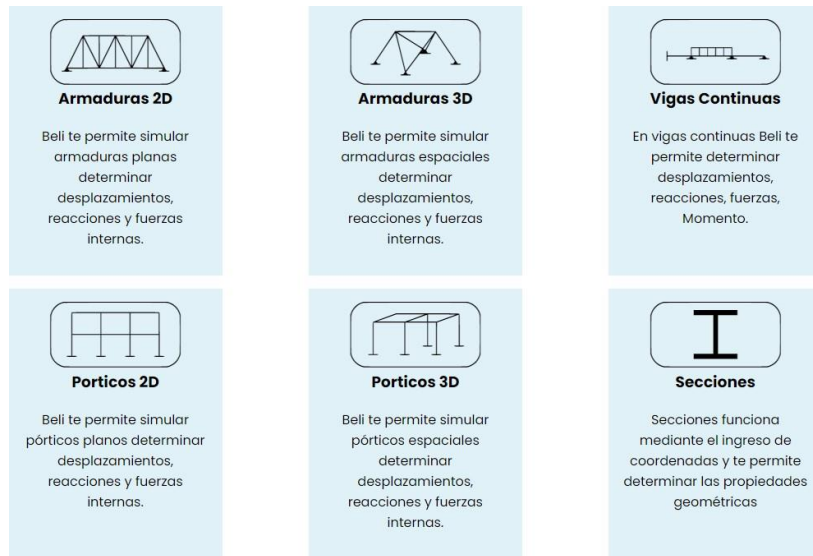 Armaduras 2D
Beli te permite simular
armaduras planas
determinar
desplazamientos,
reacciones y fuerzas
internas.
Armaduras 3D
Beli te permite simular
armaduras espaciales
determinar
desplazamientos,
reacciones y fuerzas
internas.
Vigas Continuas
En vigas continuas Beli te
permite determinar
desplazamientos,
reacciones, fuerzas,
Momento.
Porticos 2D
Beli te permite simular
pórticos planos determinar
desplazamientos,
reacciones y fuerzas
internas.
Porticos 3D
Beli te permite simular
pórticos espaciales
determinar
desplazamientos,
reacciones y fuerzas
internas.
Secciones
Secciones funciona
mediante el ingreso de
coordenadas y te permite
determinar las propiedades
geométricas